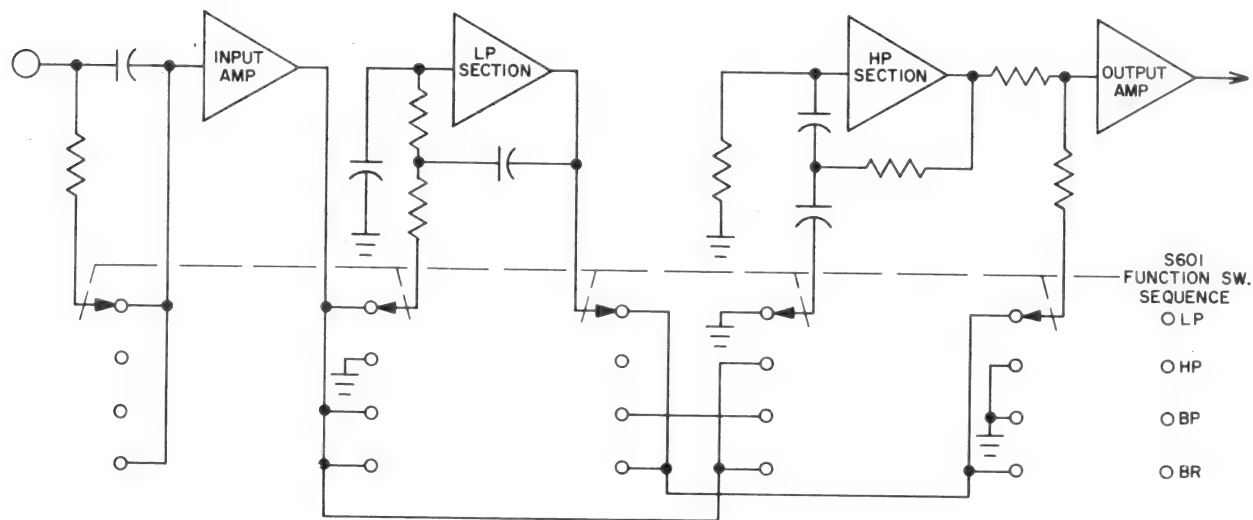 INPUT
AMP
LP
SECTION
HP
SECTION
OUTPUT
AMP
S601
FUNCTION SW.
SEQUENCE
LP
HP
BP
BR